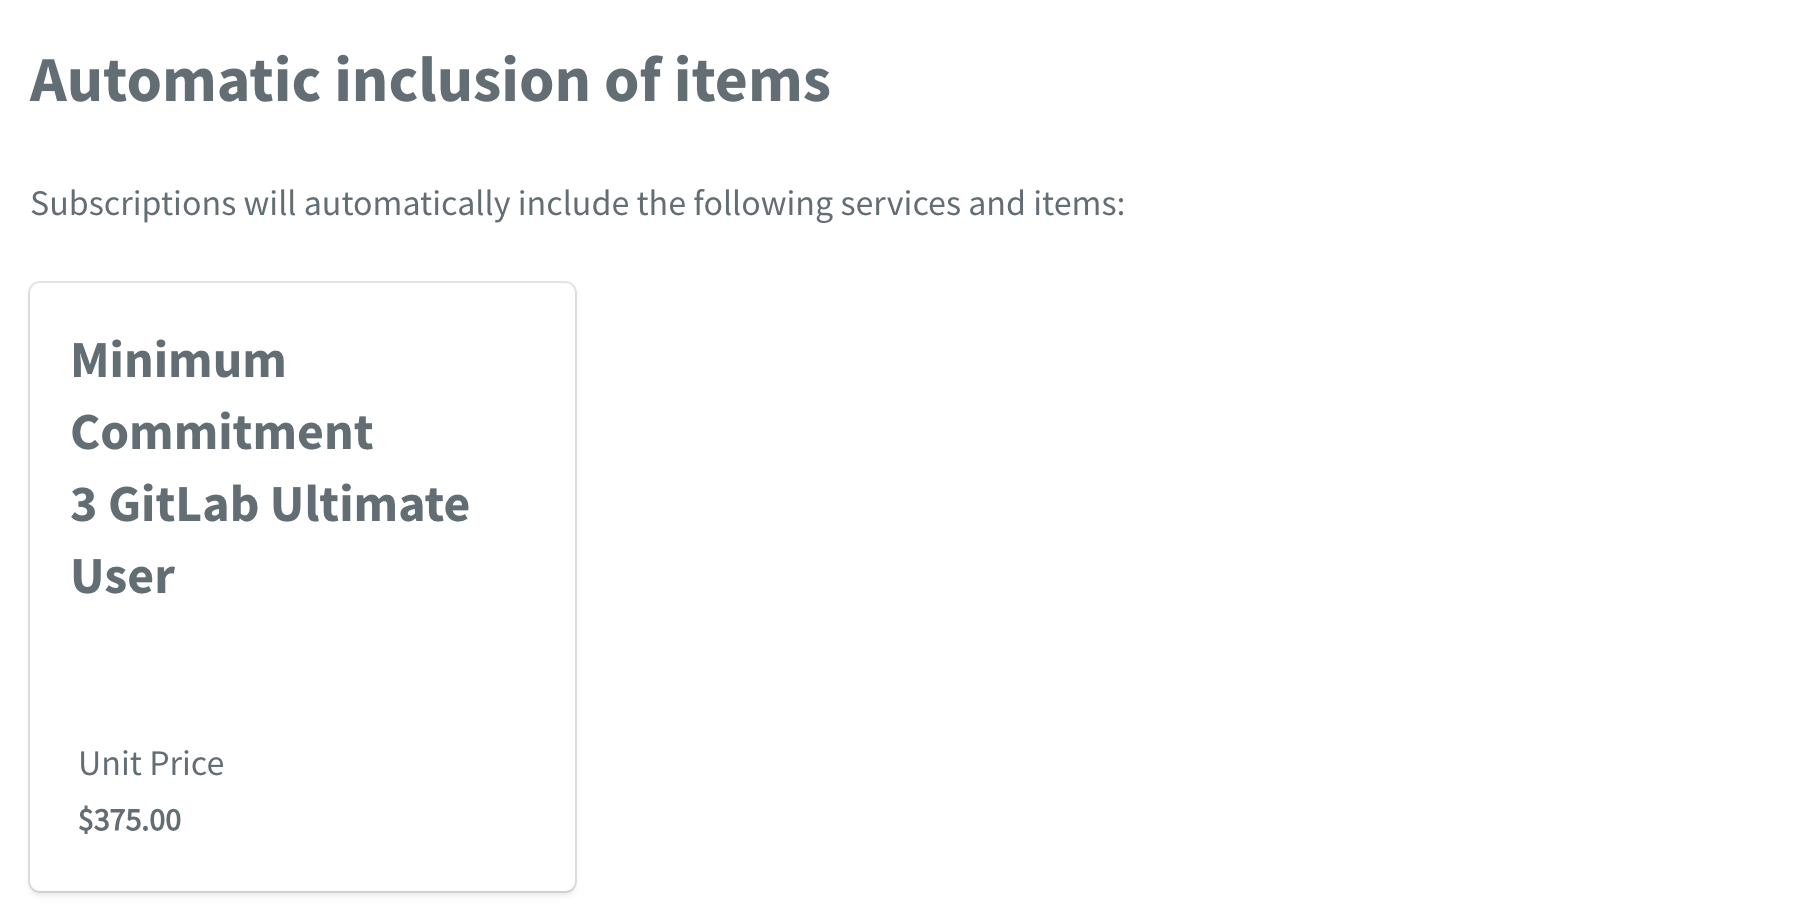 Automatic inclusion of items
Subscriptions will automatically include the following services and items:
Minimum
Commitment
3 GitLab Ultimate
User
Unit Price
$375.00